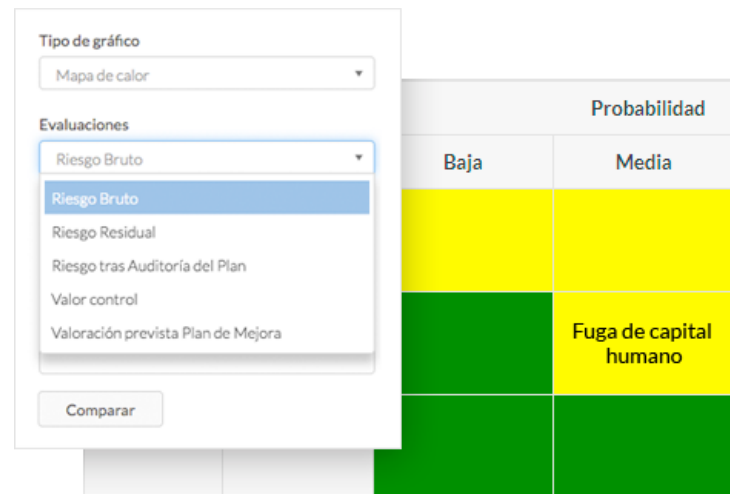 Tipo de gráfico
Mapa de calor
Evaluaciones
Riesgo Bruto
Riesgo Bruto
Riesgo Residual
Riesgo tras Auditoría del Plan
Valor control
Valoración prevista Plan de Mejora
Comparar
Probabilidad
Baja
Media
Fuga de capital
humano